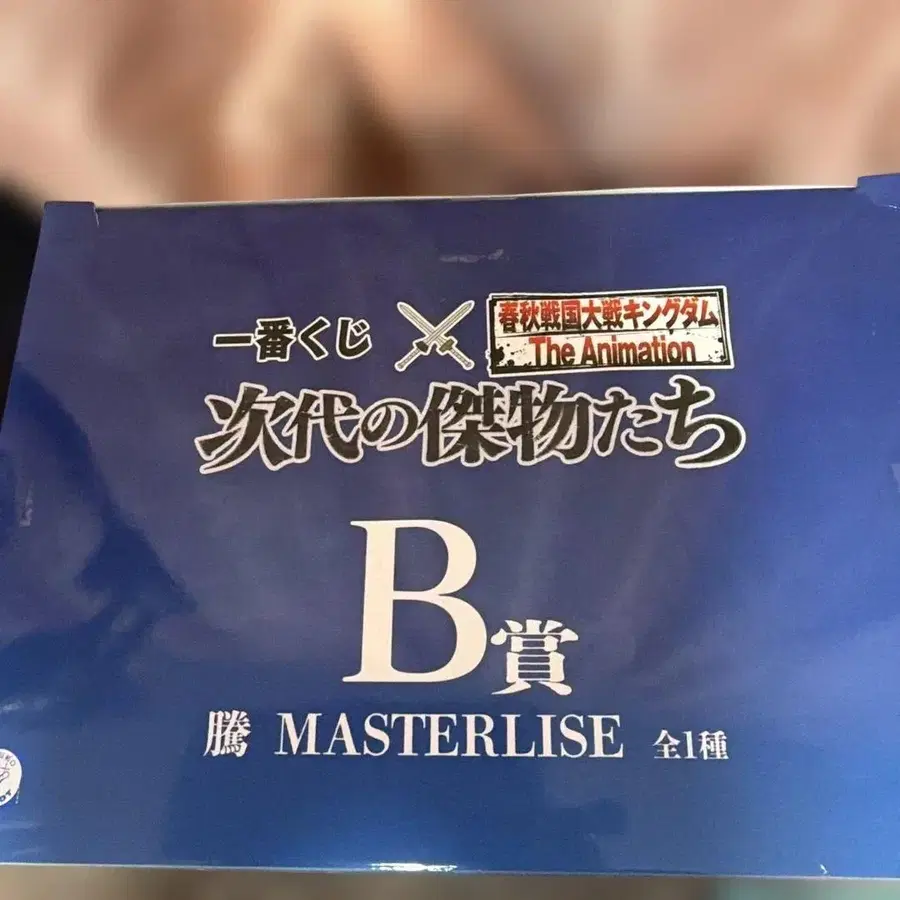 一番くじ
春秋戦国大戦キングダム
The Animation
次代の傑物たち
B賞
騰 MASTERLISE 全1種